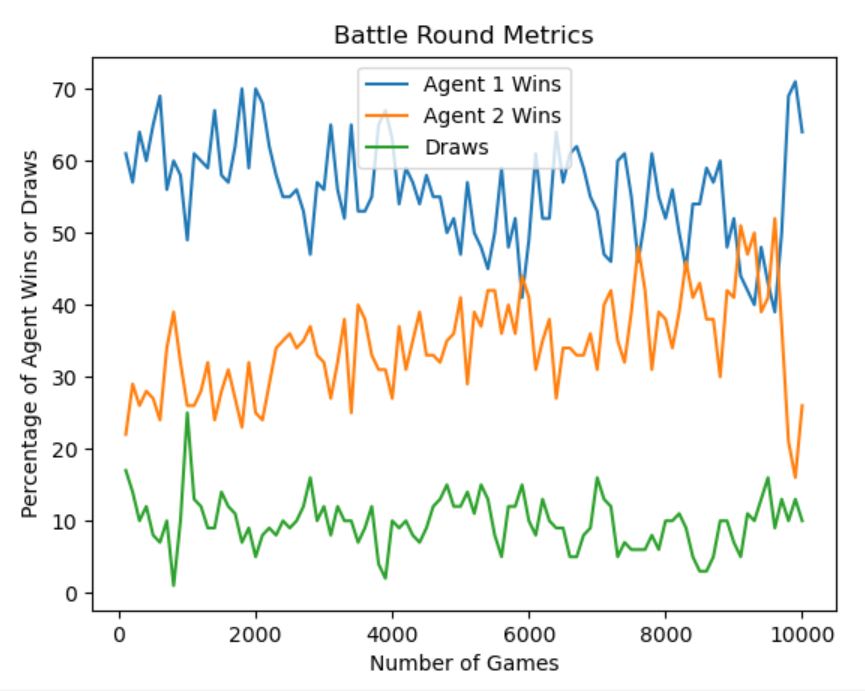 Battle Round Metrics
Agent 1 Wins
Agent 2 Wins
Draws
Percentage of Agent Wins or Draws
70
60
50
40
30
20
10
0
0 2000 4000 6000 8000 10000
Number of Games